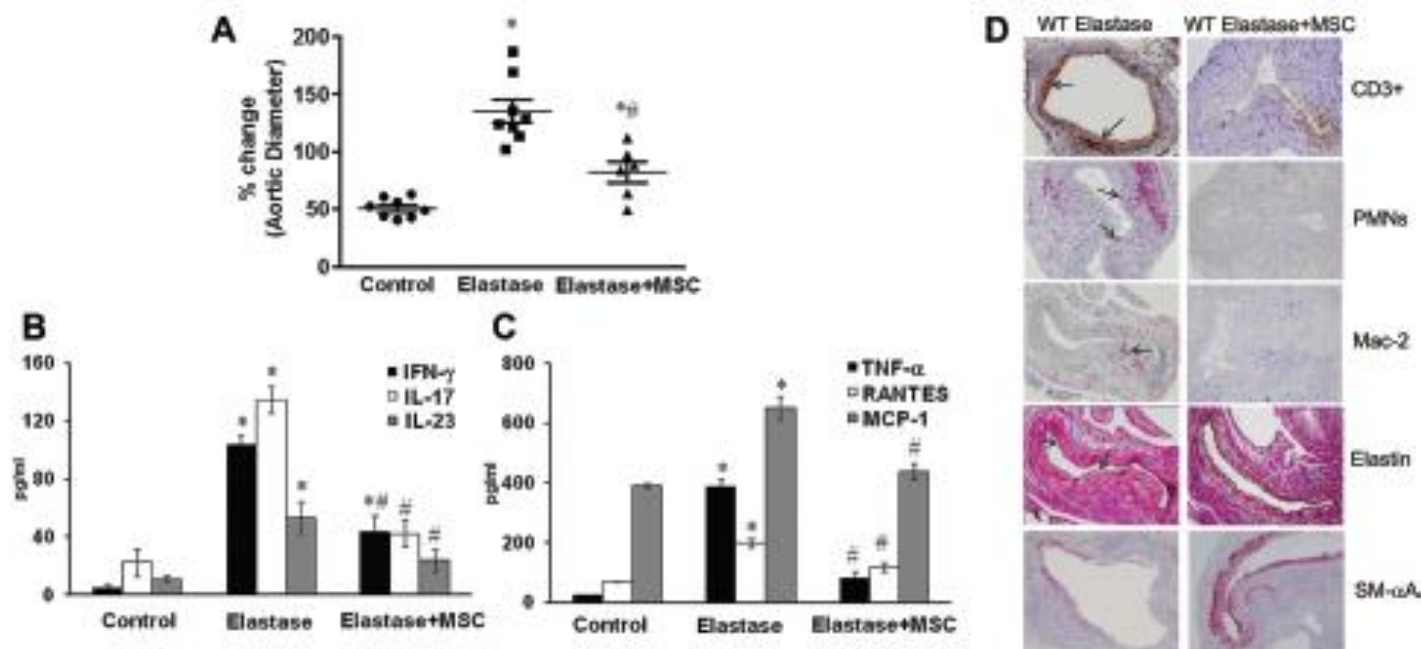 A
*
200
150
100
50
0
% change
(Aortic Diameter)
*#
Control Elastase Elastase+MSC
B
160
120
80
40
0
pg/ml
IFN-γ
IL-17
IL-23
* * *
*# # #
Control Elastase Elastase+MSC
C
800
600
400
200
0
pg/ml
TNF-α
RANTES
MCP-1
* * *
# # #
Control Elastase Elastase+MSC
D
WT Elastase WT Elastase+MSC
CD3+
PMNs
Mac-2
Elastin